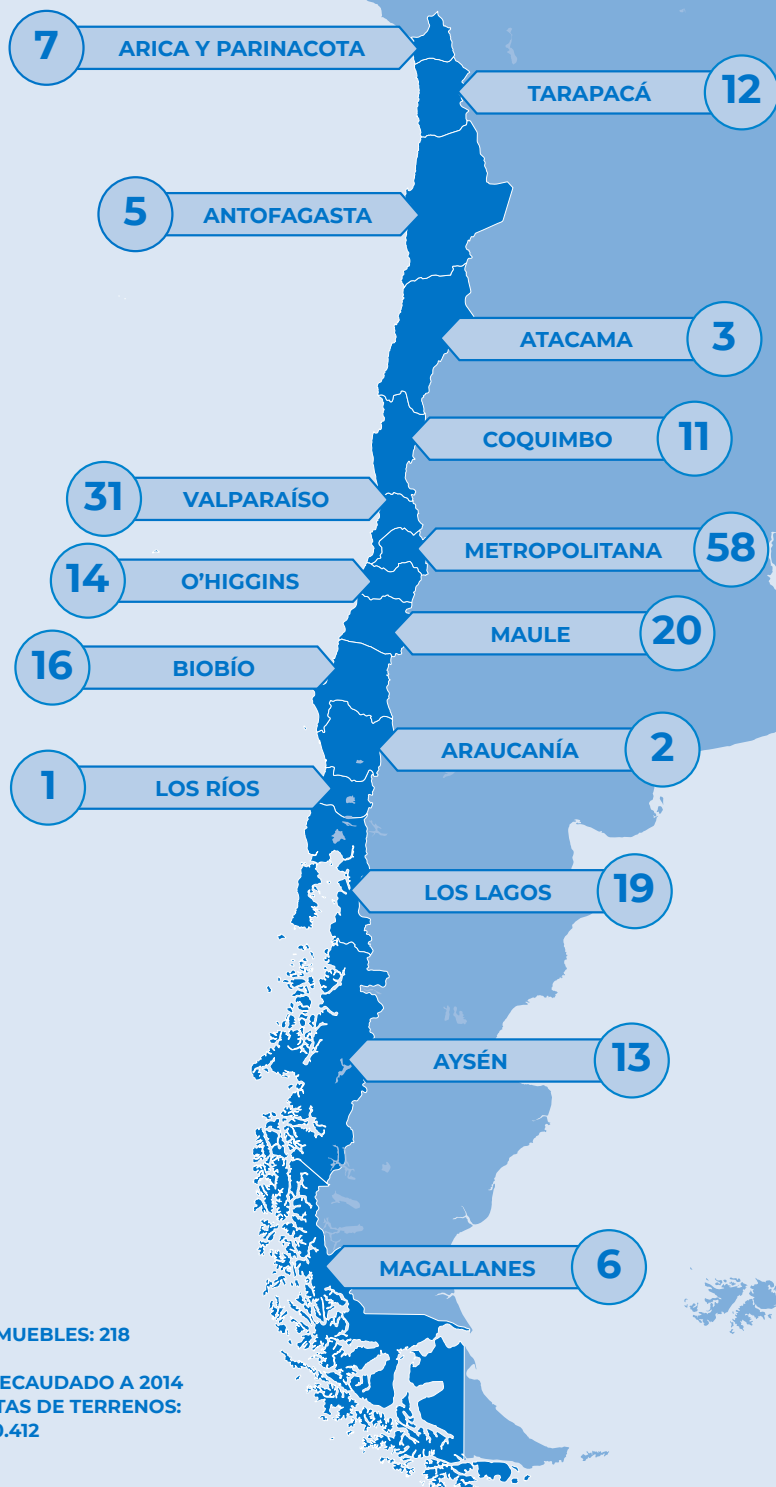 7 ARICA Y PARINACOTA
TARAPACÁ 12
5 ANTOFAGASTA
ATACAMA 3
COQUIMBO 11
31 VALPARAÍSO
METROPOLITANA 58
14 O’HIGGINS
MAULE 20
16 BIOBÍO
ARAUCANÍA 2
1 LOS RÍOS
LOS LAGOS 19
AYSÉN 13
MAGALLANES 6
MUEBLES: 218
ECAUDADO A 2014
TAS DE TERRENOS:
0.412